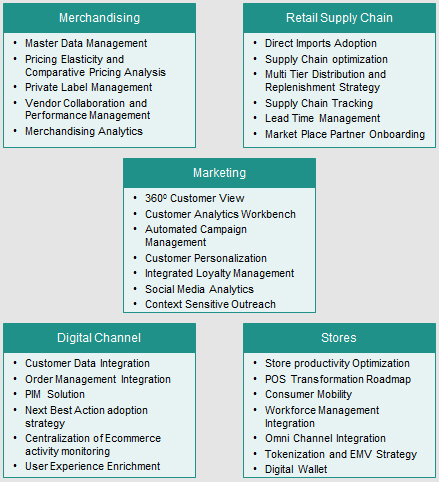 Merchandising
• Master Data Management
• Pricing Elasticity and
Comparative Pricing Analysis
• Private Label Management
• Vendor Collaboration and
Performance Management
• Merchandising Analytics
Retail Supply Chain
• Direct Imports Adoption
• Supply Chain optimization
• Multi Tier Distribution and
Replenishment Strategy
• Supply Chain Tracking
• Lead Time Management
• Market Place Partner Onboarding
Marketing
• 360º Customer View
• Customer Analytics Workbench
• Automated Campaign
Management
• Customer Personalization
• Integrated Loyalty Management
• Social Media Analytics
• Context Sensitive Outreach
Digital Channel
• Customer Data Integration
• Order Management Integration
• PIM Solution
• Next Best Action adoption
strategy
• Centralization of Ecommerce
activity monitoring
• User Experience Enrichment
Stores
• Store productivity Optimization
• POS Transformation Roadmap
• Consumer Mobility
• Workforce Management
Integration
• Omni Channel Integration
• Tokenization and EMV Strategy
• Digital Wallet